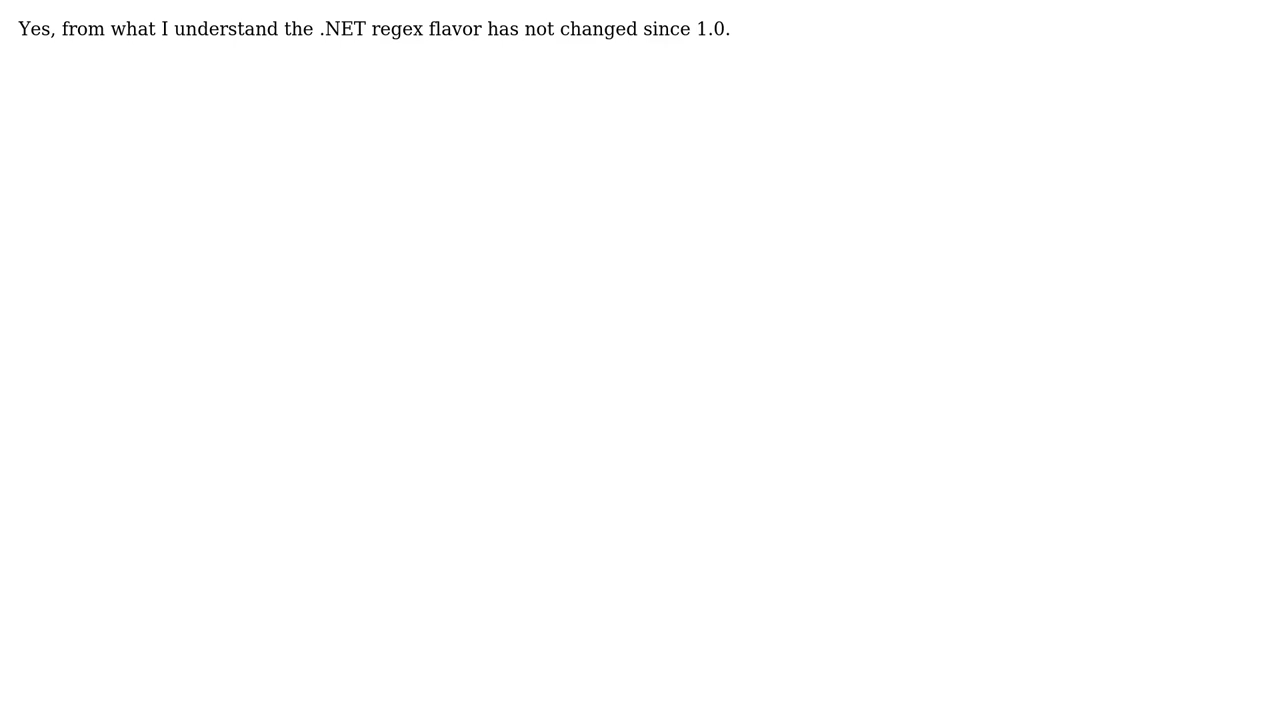 Yes, from what I understand the .NET regex flavor has not changed since 1.0.